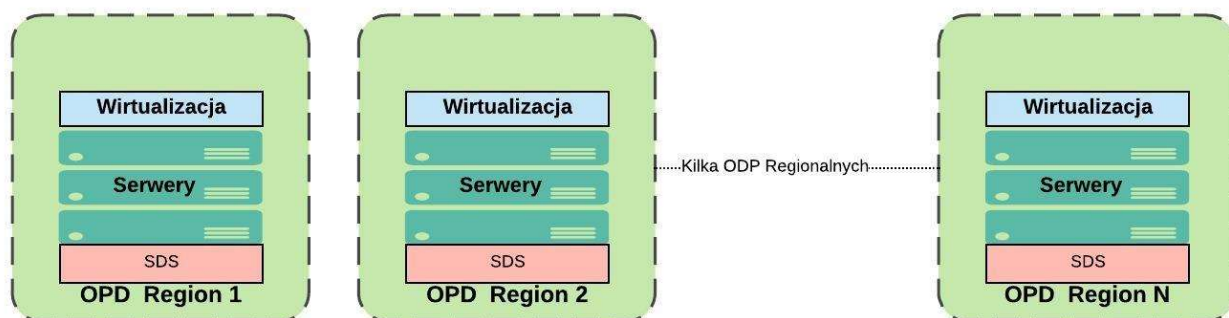 Wirtualizacja
Serwery
SDS
OPD Region 1
Wirtualizacja
Serwery
SDS
OPD Region 2
Kilka ODP Regionalnych
Wirtualizacja
Serwery
SDS
OPD Region N